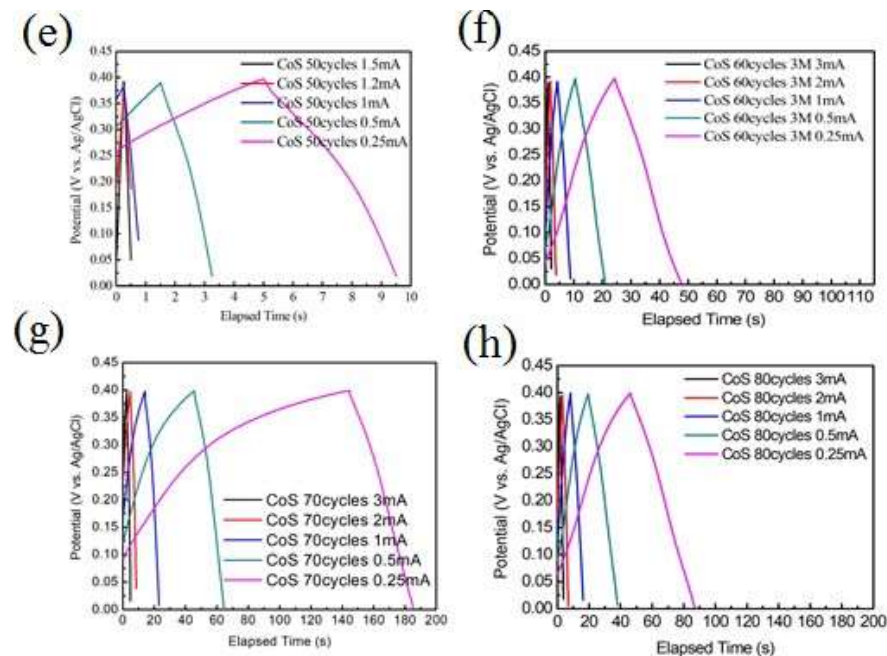 (e)
Potential (V vs. Ag/AgCl)
0.45
0.40
0.35
0.30
0.25
0.20
0.15
0.10
0.05
0.00
CoS 50cycles 1.5mA
CoS 50cycles 1.2mA
CoS 50cycles 1mA
CoS 50cycles 0.5mA
CoS 50cycles 0.25mA
0 1 2 3 4 5 6 7 8 9 10
Elapsed Time (s)
(f)
Potential (V vs. Ag/AgCl)
0.45
0.40
0.35
0.30
0.25
0.20
0.15
0.10
0.05
0.00
CoS 60cycles 3M 3mA
CoS 60cycles 3M 2mA
CoS 60cycles 3M 1mA
CoS 60cycles 3M 0.5mA
CoS 60cycles 3M 0.25mA
0 10 20 30 40 50 60 70 80 90 100 110
Elapsed Time (s)
(g)
Potential (V vs. Ag/AgCl)
0.45
0.40
0.35
0.30
0.25
0.20
0.15
0.10
0.05
0.00
CoS 70cycles 3mA
CoS 70cycles 2mA
CoS 70cycles 1mA
CoS 70cycles 0.5mA
CoS 70cycles 0.25mA
0 20 40 60 80 100 120 140 160 180 200
Elapsed Time (s)
(h)
Potential (V vs. Ag/AgCl)
0.45
0.40
0.35
0.30
0.25
0.20
0.15
0.10
0.05
0.00
CoS 80cycles 3mA
CoS 80cycles 2mA
CoS 80cycles 1mA
CoS 80cycles 0.5mA
CoS 80cycles 0.25mA
0 20 40 60 80 100 120 140 160 180 200
Elapsed Time (s)